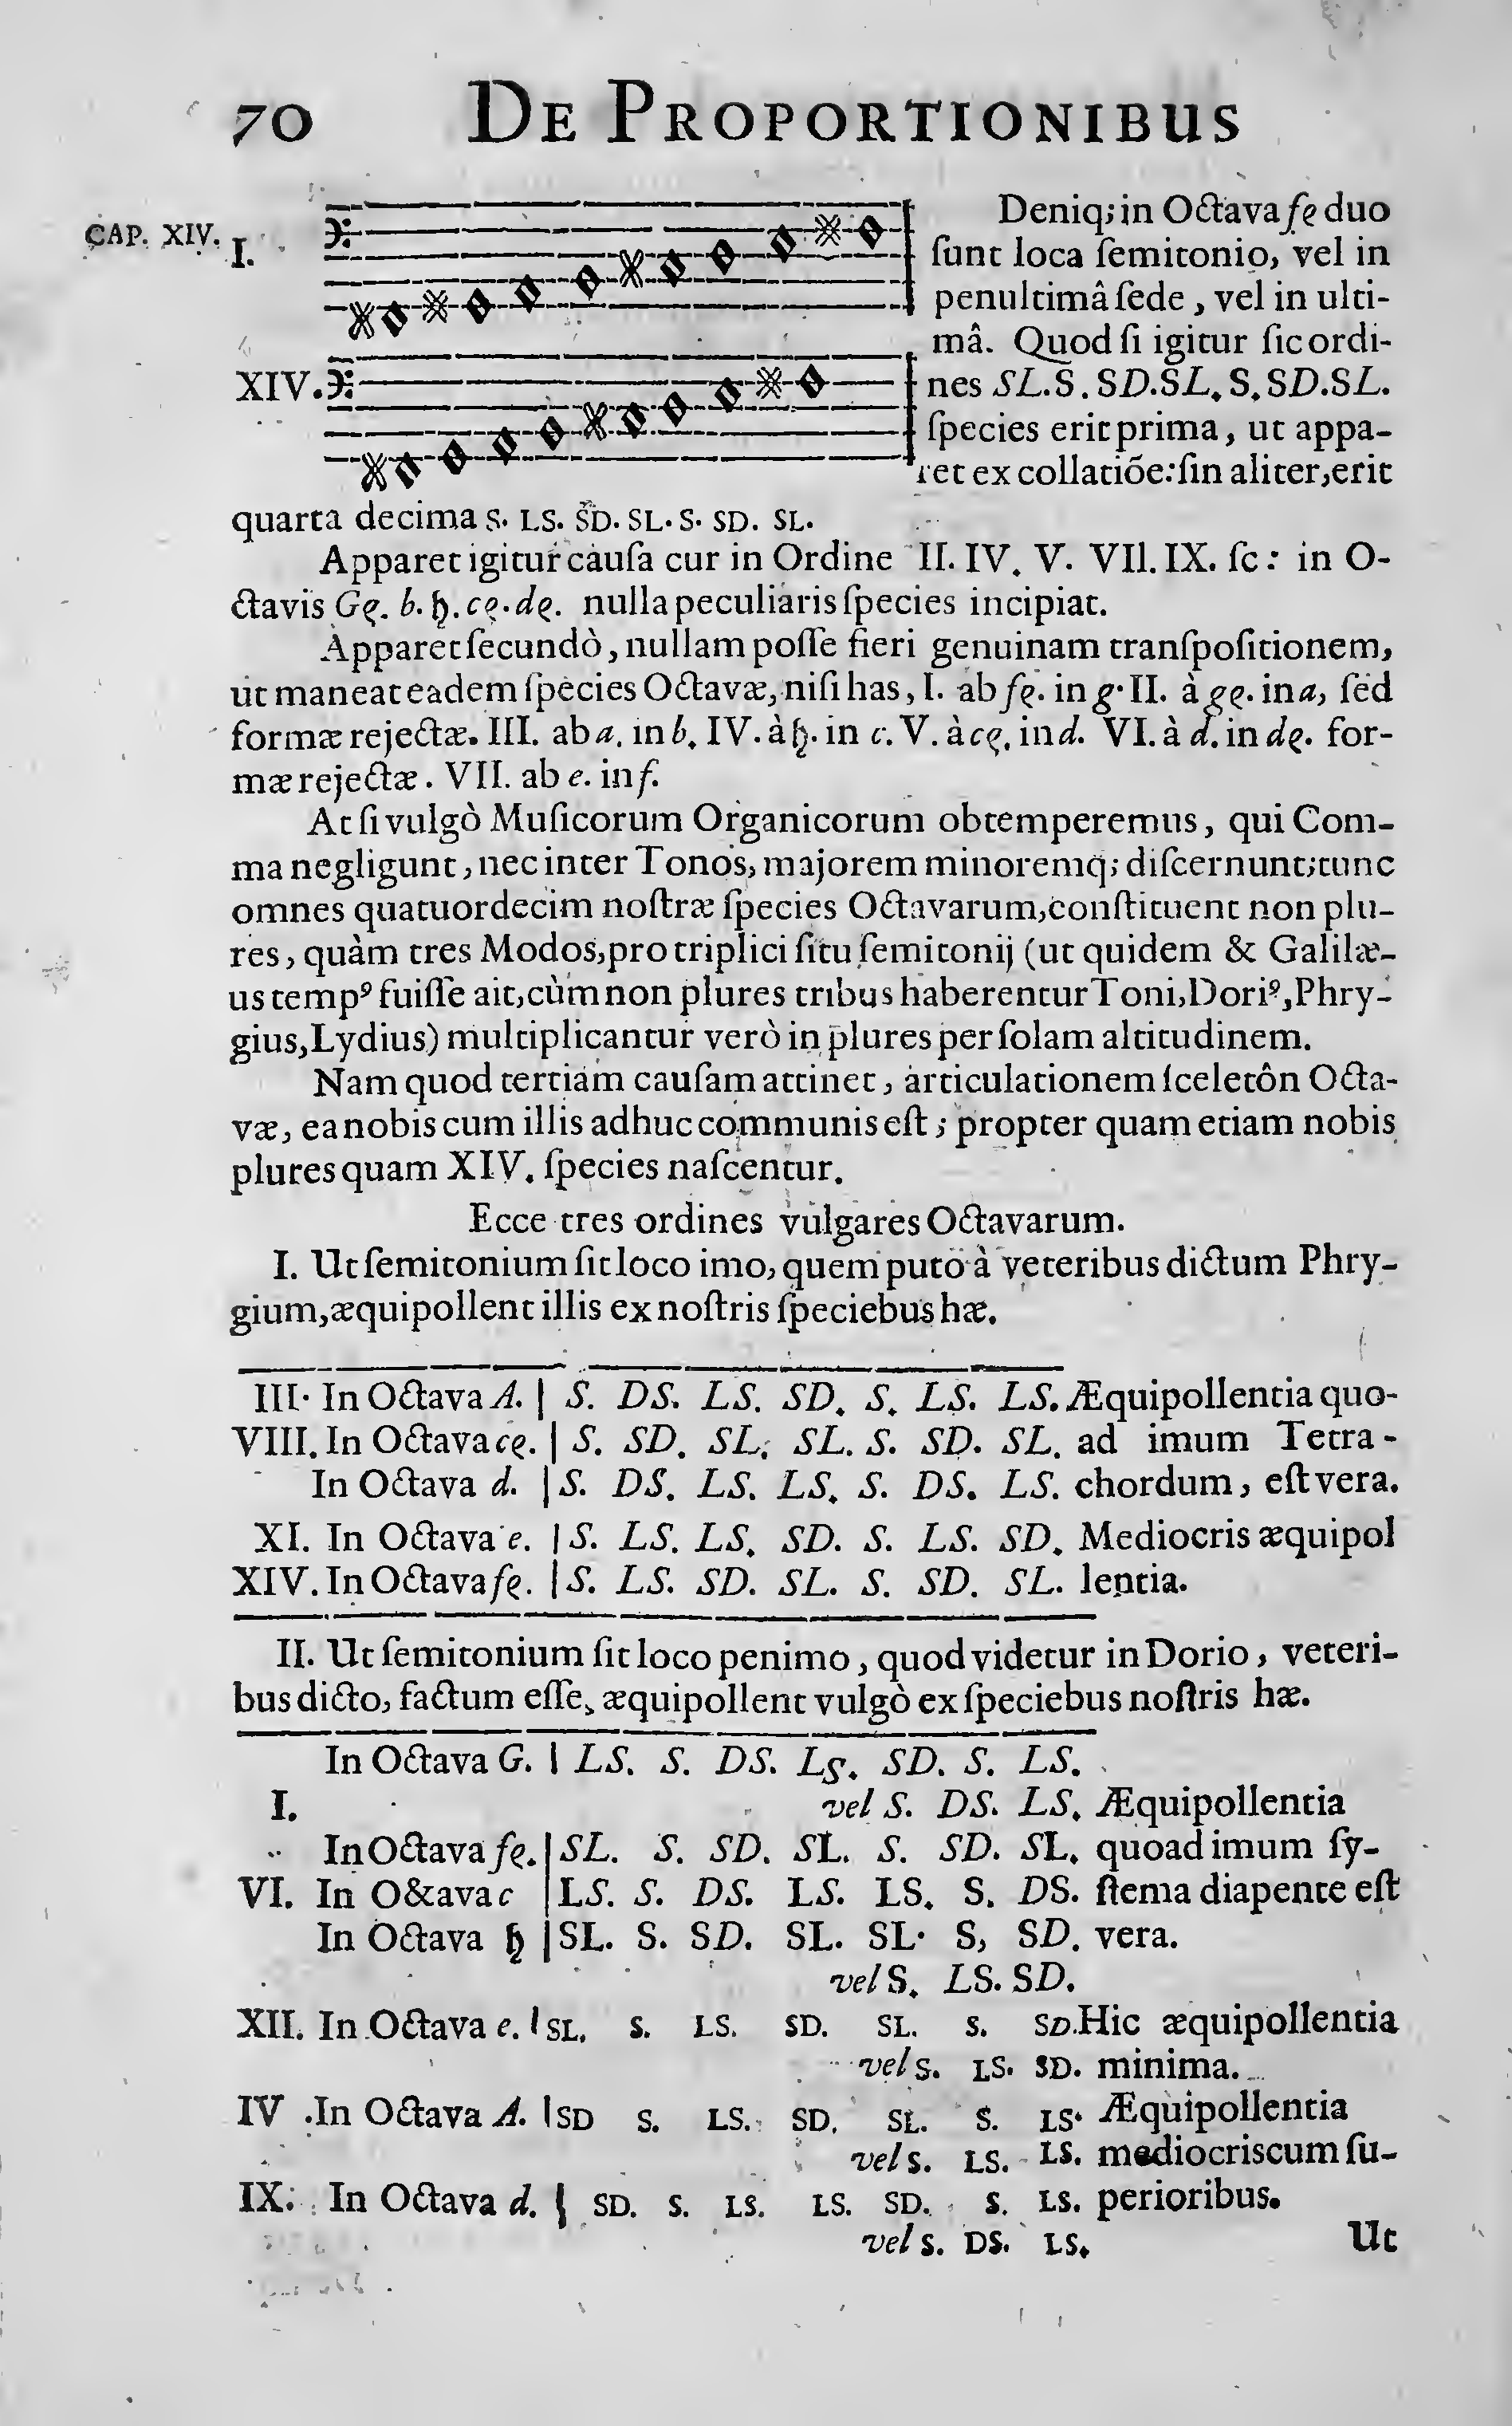 70 DE PROPORTIONIBUS
CAP. XIV.
I.
Deniq; in Octava fę duo
ſunt loca ſemitonio, vel in
penultimâ ſede, vel in ulti-
mâ. Quod ſi igitur ſic ordi-
XIV.
nes SL. S. SD. SL. S. SD. SL.
ſpecies erit prima, ut appa-
ret ex collatiõe: ſin aliter, erit
quarta decima S. LS. SD. SL. S. SD. SL.
Apparet igitur cauſa cur in Ordine II. IV. V. VII. IX. ſc: in O-
ctavis Gę. b. ♮. cę. dę. nulla peculiaris ſpecies incipiat.
Apparet ſecundò, nullam poſſe fieri genuinam tranſpoſitionem,
ut maneat eadem ſpecies Octavæ, niſi has, I. ab fę. in g. II. à gę. in a, ſed
formæ rejectæ. III. ab a. in b. IV. à ♮. in c. V. à cę. in d. VI. à d. in dę. for-
mæ rejectæ. VII. ab e. in f.
At ſi vulgò Muſicorum Organicorum obtemperemus, qui Com-
ma negligunt, nec inter Tonos, majorem minoremq; diſcernunt; tunc
omnes quatuordecim noſtræ ſpecies Octavarum, conſtituent non plu-
res, quàm tres Modos, pro triplici ſitu ſemitonij (ut quidem & Galilæ-
us tempꝰ fuiſſe ait, cùm non plures tribus haberentur Toni, Doriꝰ, Phry-
gius, Lydius) multiplicantur verò in plures per ſolam altitudinem.
Nam quod tertiam cauſam attinet, articulationem ſceletôn Octa-
væ, ea nobis cum illis adhuc communis eſt; propter quam etiam nobis
plures quam XIV. ſpecies naſcentur.
Ecce tres ordines vulgares Octavarum.
I. Ut ſemitonium ſit loco imo, quem puto à veteribus dictum Phry-
gium, æquipollent illis ex noſtris ſpeciebus hæ.
III. In Octava A. | S. DS. LS. SD. S. LS. LS. Æquipollentia quo-
VIII. In Octava cę. | S. SD. SL. SL. S. SD. SL. ad imum Tetra-
In Octava d. | S. DS. LS. LS. S. DS. LS. chordum, eſt vera.
XI. In Octava e. | S. LS. LS. SD. S. LS. SD. Mediocris æquipol
XIV. In Octava fę. | S. LS. SD. SL. S. SD. SL. lentia.
II. Ut ſemitonium ſit loco penimo, quod videtur in Dorio, veteri-
bus dicto, factum eſſe, æquipollent vulgò ex ſpeciebus noſtris hæ.
In Octava G. | LS. S. DS. LS. SD. S. LS.
I. vel S. DS. LS. Æquipollentia
In Octava fę. | SL. S. SD. SL. S. SD. SL. quoad imum ſy-
VI. In O&ava c | LS. S. DS. LS. LS. S. DS. ſtema diapente eſt
In Octava ♮ | SL. S. SD. SL. SL. S, SD. vera.
vel S. LS. SD.
XII. In Octava e. | SL. S. LS. SD. SL. S. SD. Hic æquipollentia
vel S. LS. SD. minima.
IV. In Octava A. | SD S. LS. SD. SL. S. LS. Æquipollentia
vel S. LS. LS. mediocris cum ſu-
IX. In Octava d. | SD. S. LS. LS. SD. S. LS. perioribus.
vel S. DS. LS.
Ut